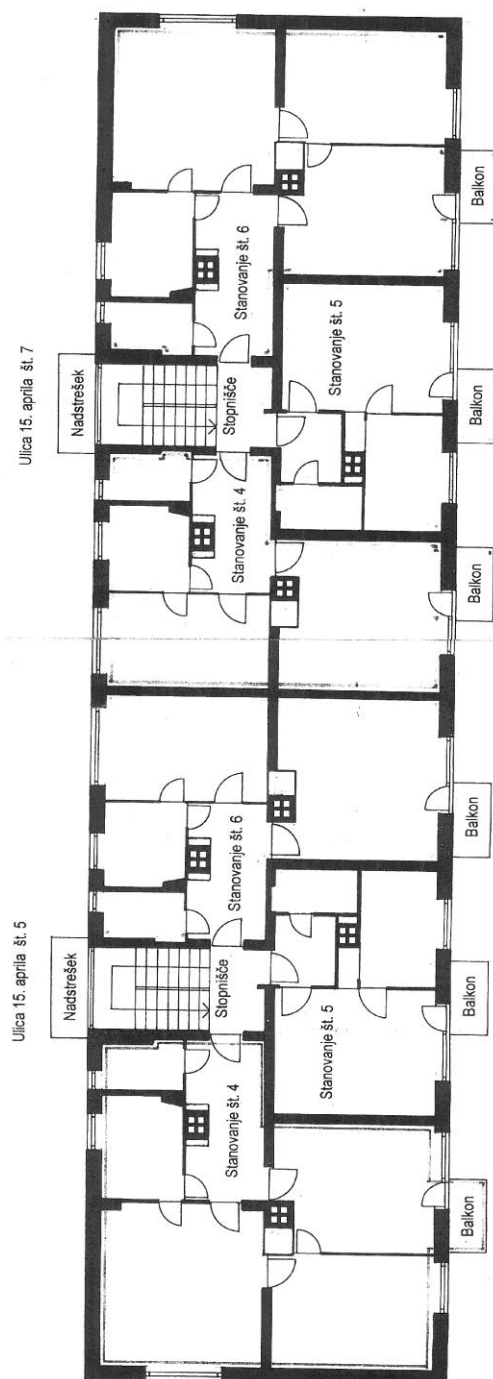 Ulica 15. aprila št. 5
Ulica 15. aprila št. 7
Nadstrešek
Nadstrešek
Stopnišče
Stopnišče
Stanovanje št. 4
Stanovanje št. 6
Stanovanje št. 4
Stanovanje št. 6
Stanovanje št. 5
Stanovanje št. 5
Balkon
Balkon
Balkon
Balkon
Balkon
Balkon